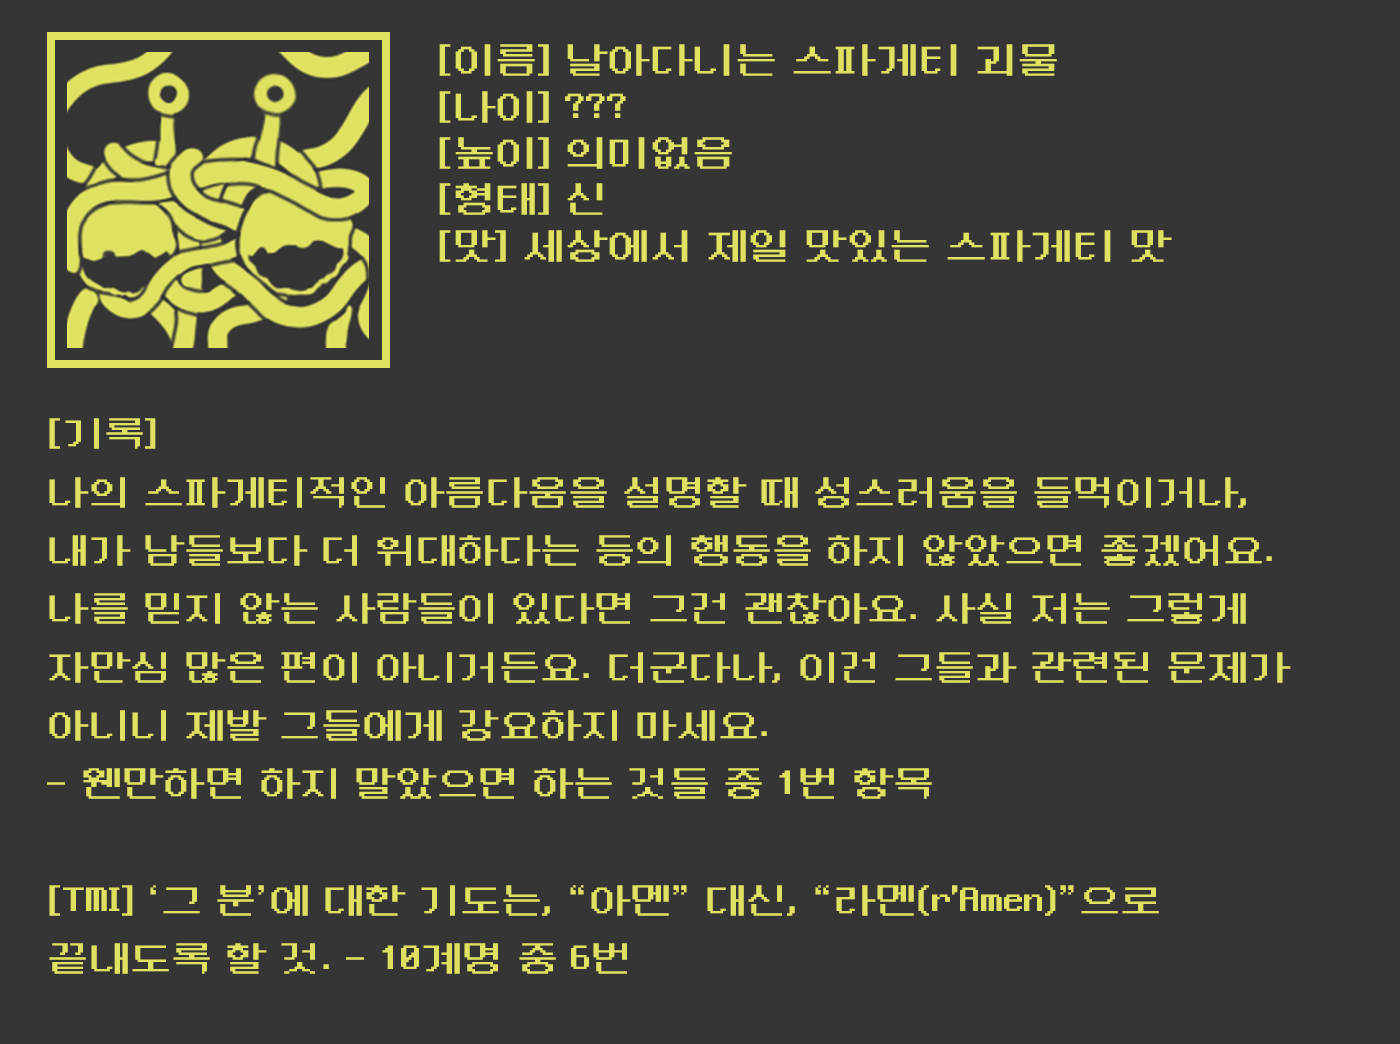 [이름] 날아다니는 스파게티 괴물
[나이] ???
[높이] 의미없음
[형태] 신
[맛] 세상에서 제일 맛있는 스파게티 맛
[기록]
나의 스파게티적인 아름다움을 설명할 때 성스러움을 들먹이거나,
내가 남들보다 더 위대하다는 등의 행동을 하지 않았으면 좋겠어요.
나를 믿지 않는 사람들이 있다면 그건 괜찮아요. 사실 저는 그렇게
자만심 많은 편이 아니거든요. 더군다나, 이건 그들과 관련된 문제가
아니니 제발 그들에게 강요하지 마세요.
- 웬만하면 하지 말았으면 하는 것들 중 1번 항목
[TMI] ‘그 분’에 대한 기도는, “아멘” 대신, “라멘(r'Amen)”으로
끝내도록 할 것. - 10계명 중 6번